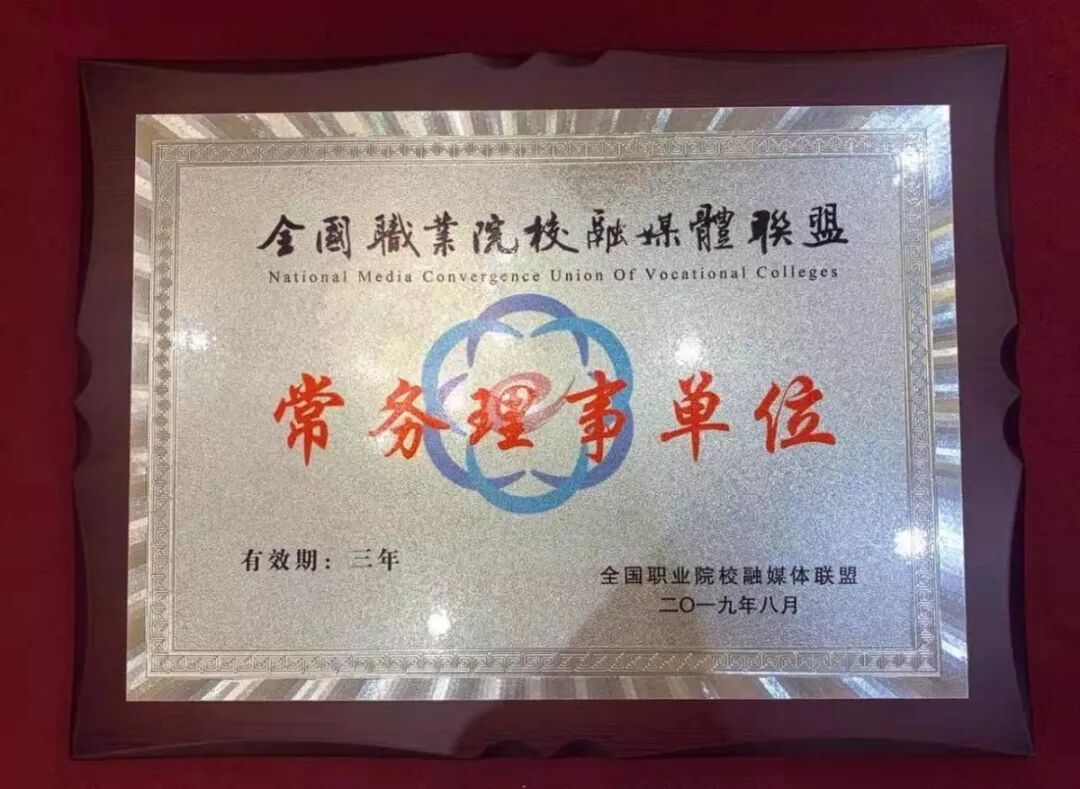 全國職業院校融媒體聯盟
National Media Convergence Union Of Vocational Colleges
常务理事单位
有效期：三年
全国职业院校融媒体联盟
二〇一九年八月